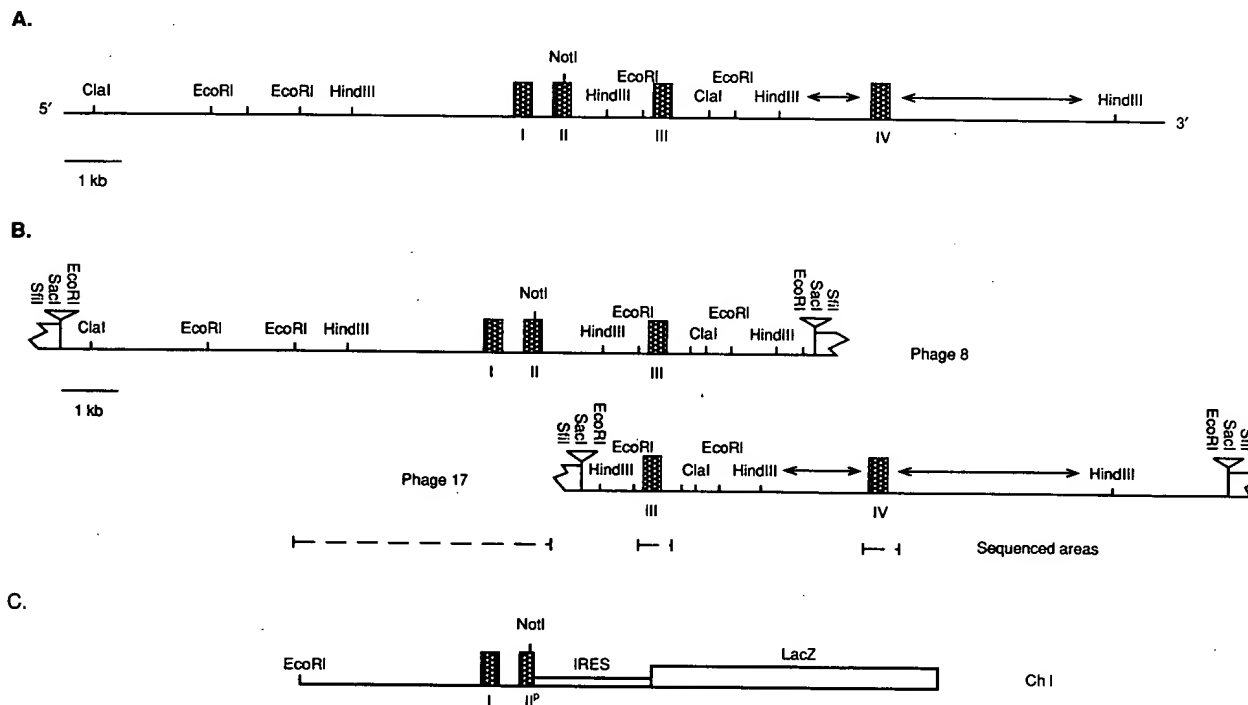 A.
NotI
ClaI EcoRI EcoRI HindIII HindIII EcoRI ClaI EcoRI HindIII HindIII
5' 3'
I II III IV
1 kb
B.
SfiI SacI EcoRI EcoRI SacI SfiI
NotI
ClaI EcoRI EcoRI HindIII HindIII EcoRI ClaI EcoRI HindIII
I II III
Phage 8
1 kb
SfiI SacI EcoRI EcoRI SacI SfiI
Phage 17
HindIII EcoRI ClaI EcoRI HindIII HindIII
III IV
Sequenced areas
C.
NotI
EcoRI IRES LacZ
I IIP
Ch I